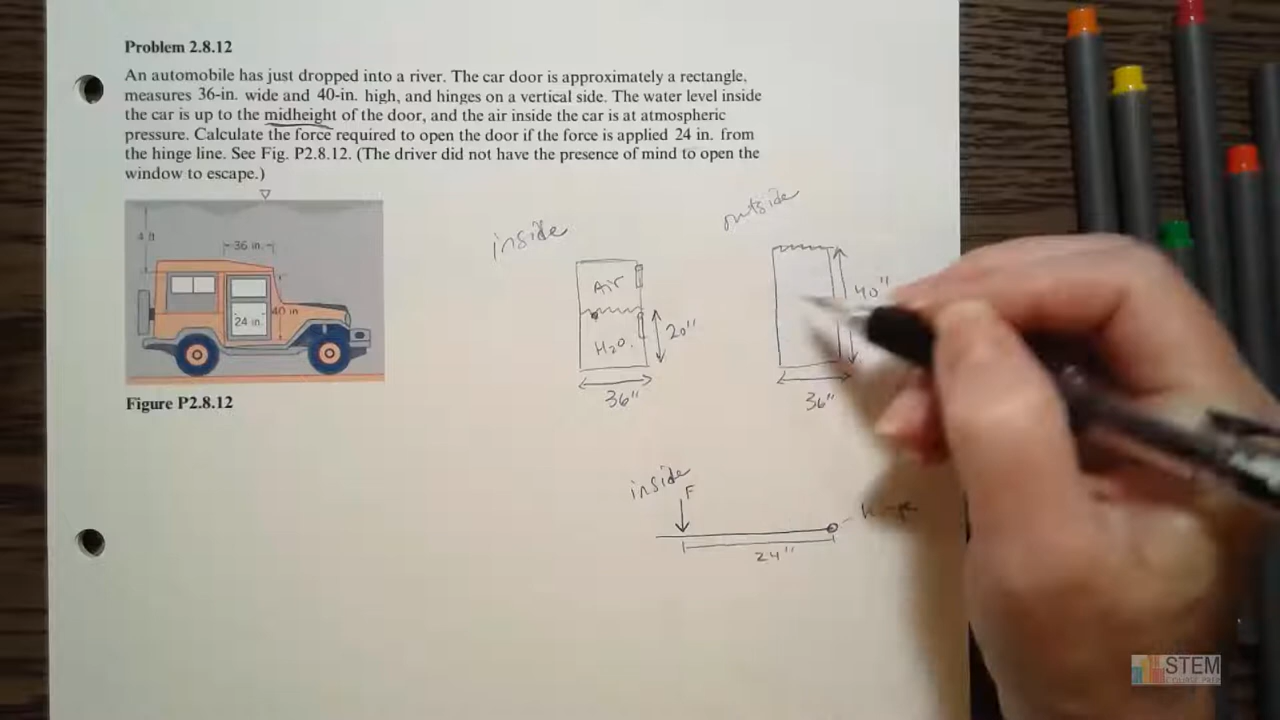 Problem 2.8.12
An automobile has just dropped into a river. The car door is approximately a rectangle,
measures 36-in. wide and 40-in. high, and hinges on a vertical side. The water level inside
the car is up to the midheight of the door, and the air inside the car is at atmospheric
pressure. Calculate the force required to open the door if the force is applied 24 in. from
the hinge line. See Fig. P2.8.12. (The driver did not have the presence of mind to open the
window to escape.)
4 ft
36 in.
40 in
24 in.
Figure P2.8.12
inside
Air
H₂O
20"
36"
outside
40"
36"
inside
F
24"
STEM
COURSE PREP